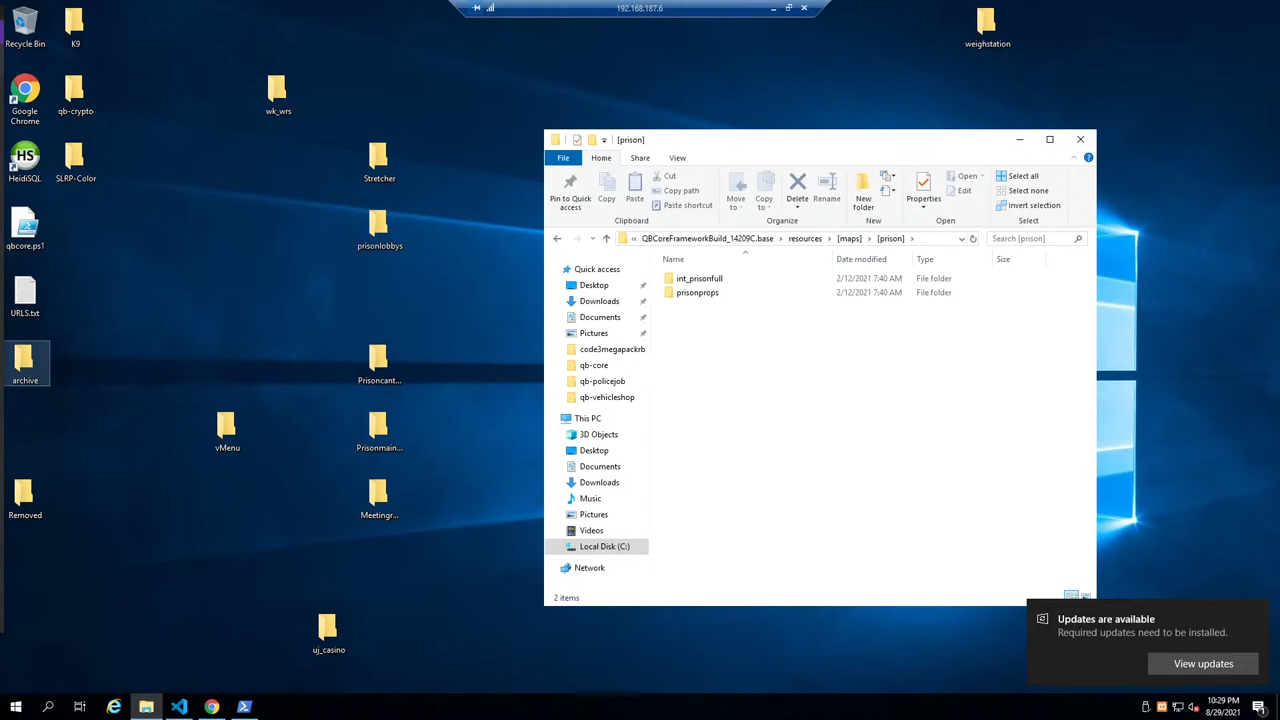 192.168.187.6
Recycle Bin
K9
weighstation
Google
Chrome
qb-crypto
wk_wrs
HS
HeidiSQL
SLRP-Color
Stretcher
qbcore.ps1
prisonlobbys
URLS.txt
archive
Prisoncant...
vMenu
Prisonmain...
Removed
Meetingr...
uj_casino
[prison]
File
Home
Share
View
Pin to Quick
access
Copy
Paste
Cut
Copy path
Paste shortcut
Clipboard
Move
to
Copy
to
Delete
Rename
Organize
New
folder
New
Properties
Open
Edit
Open
Select all
Select none
Invert selection
Select
« QBCoreFrameworkBuild_14209C.base > resources > [maps] > [prison] >
Search [prison]
Name
Date modified
Type
Size
int_prisonfull
2/12/2021 7:40 AM
File folder
prisonprops
2/12/2021 7:40 AM
File folder
Quick access
Desktop
Downloads
Documents
Pictures
code3megapackrb
qb-core
qb-policejob
qb-vehicleshop
This PC
3D Objects
Desktop
Documents
Downloads
Music
Pictures
Videos
Local Disk (C:)
Network
2 items
Updates are available
Required updates need to be installed.
View updates
10:29 PM
8/29/2021
1